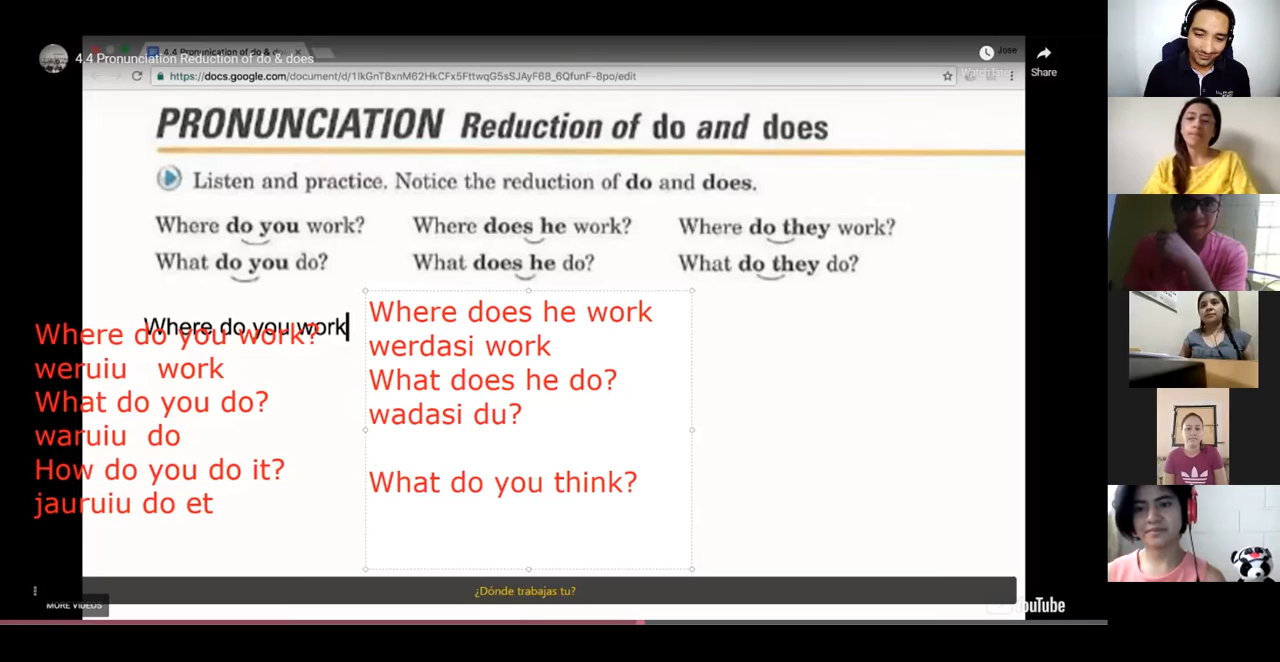 4.4 Pronunciation Reduction of do & does
Jose
https://docs.google.com/document/d/1IkGnTBxnM62HkCFx5FttwqG5sSJAyF68_6QfunF-8po/edit
Watch later
Share
PRONUNCIATION Reduction of do and does
Listen and practice. Notice the reduction of do and does.
Where do you work? Where does he work? Where do they work?
What do you do? What does he do? What do they do?
Where do you work
Where do you work?
weruiu work
What do you do?
waruiu do
How do you do it?
jauruiu do et
Where does he work
werdasi work
What does he do?
wadasi du?
What do you think?
¿Dónde trabajas tu?
MORE VIDEOS
YouTube